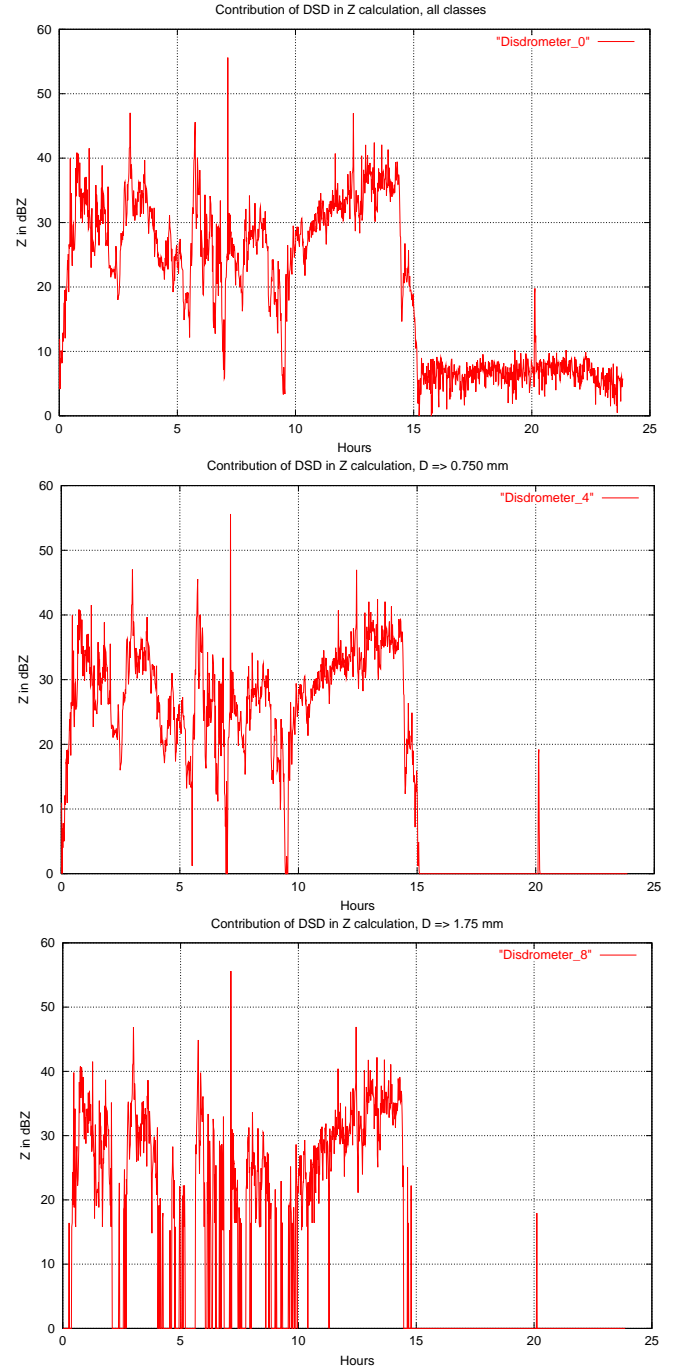 Contribution of DSD in Z calculation, all classes
60
"Disdrometer_0"
50
40
Z in dBZ
30
20
10
0
0 5 10 15 20 25
Hours
Contribution of DSD in Z calculation, D => 0.750 mm
60
"Disdrometer_4"
50
40
Z in dBZ
30
20
10
0
0 5 10 15 20 25
Hours
Contribution of DSD in Z calculation, D => 1.75 mm
60
"Disdrometer_8"
50
40
Z in dBZ
30
20
10
0
0 5 10 15 20 25
Hours